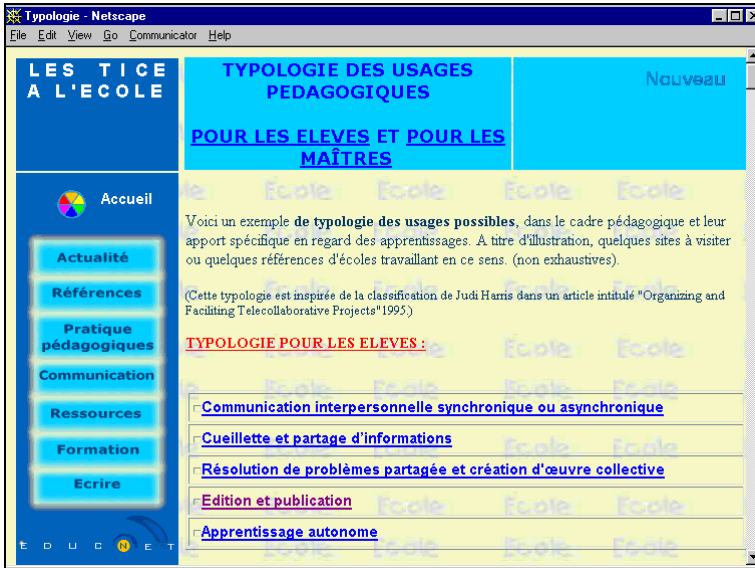 Typologie - Netscape
File Edit View Go Communicator Help
LES TICE
A L'ECOLE
TYPOLOGIE DES USAGES
PEDAGOGIQUES
POUR LES ELEVES ET POUR LES
MAÎTRES
Nouveau
Accueil
Actualité
Références
Pratique
pédagogiques
Communication
Ressources
Formation
Ecrire
EDUCNET
Voici un exemple de typologie des usages possibles, dans le cadre pédagogique et leur
apport spécifique en regard des apprentissages. A titre d'illustration, quelques sites à visiter
ou quelques références d'écoles travaillant en ce sens. (non exhaustives).
(Cette typologie est inspirée de la classification de Judi Harris dans un article intitulé "Organizing and
Faciliting Telecollaborative Projects"1995.)
TYPOLOGIE POUR LES ELEVES :
Communication interpersonnelle synchronique ou asynchronique
Cueillette et partage d'informations
Résolution de problèmes partagée et création d'œuvre collective
Edition et publication
Apprentissage autonome